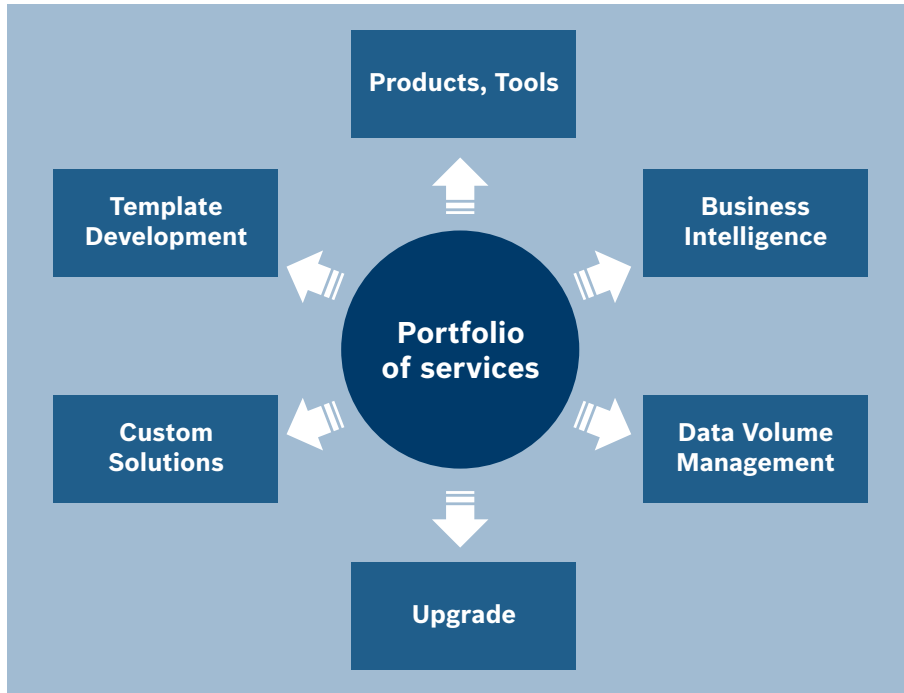 Products, Tools
Template
Development
Business
Intelligence
Portfolio
of services
Custom
Solutions
Data Volume
Management
Upgrade